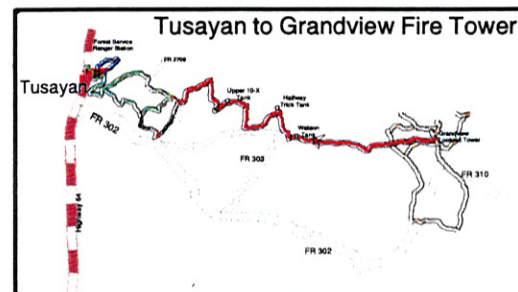 Tusayan to Grandview Fire Tower
Forest Service
Ranger Station
Tusayan
FR 2709
Upper 10-X
Tank
Halfway
Trick Tank
Watson
Tank
Grandview
Lookout Tower
FR 302
FR 303
FR 310
FR 302
Highway 64